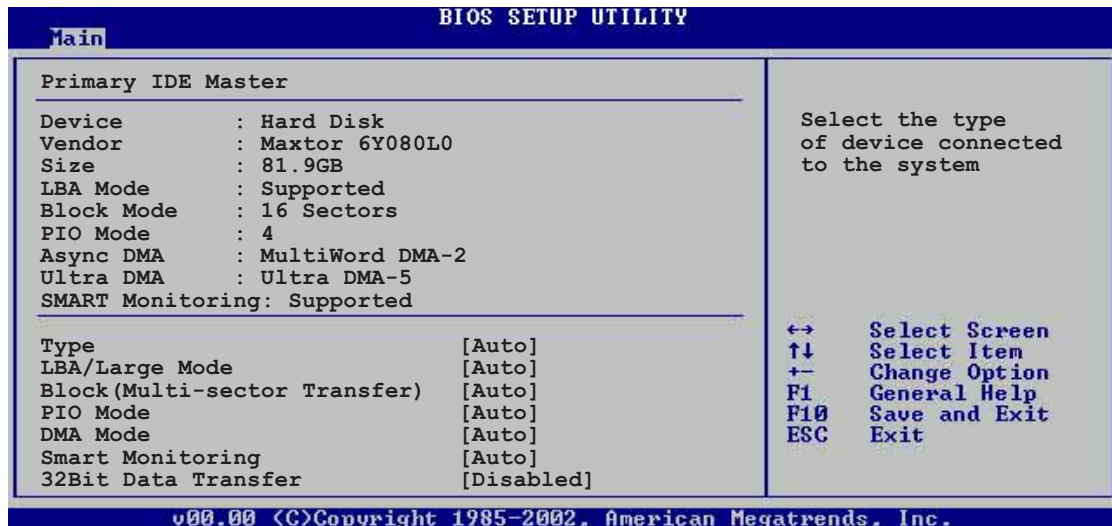 BIOS SETUP UTILITY
Main
Primary IDE Master
Device : Hard Disk
Vendor : Maxtor 6Y080L0
Size : 81.9GB
LBA Mode : Supported
Block Mode : 16 Sectors
PIO Mode : 4
Async DMA : MultiWord DMA-2
Ultra DMA : Ultra DMA-5
SMART Monitoring: Supported
Type [Auto]
LBA/Large Mode [Auto]
Block(Multi-sector Transfer) [Auto]
PIO Mode [Auto]
DMA Mode [Auto]
Smart Monitoring [Auto]
32Bit Data Transfer [Disabled]
Select the type
of device connected
to the system
←→ Select Screen
↑↓ Select Item
+- Change Option
F1 General Help
F10 Save and Exit
ESC Exit
v00.00 (C)Copyright 1985-2002, American Megatrends, Inc.